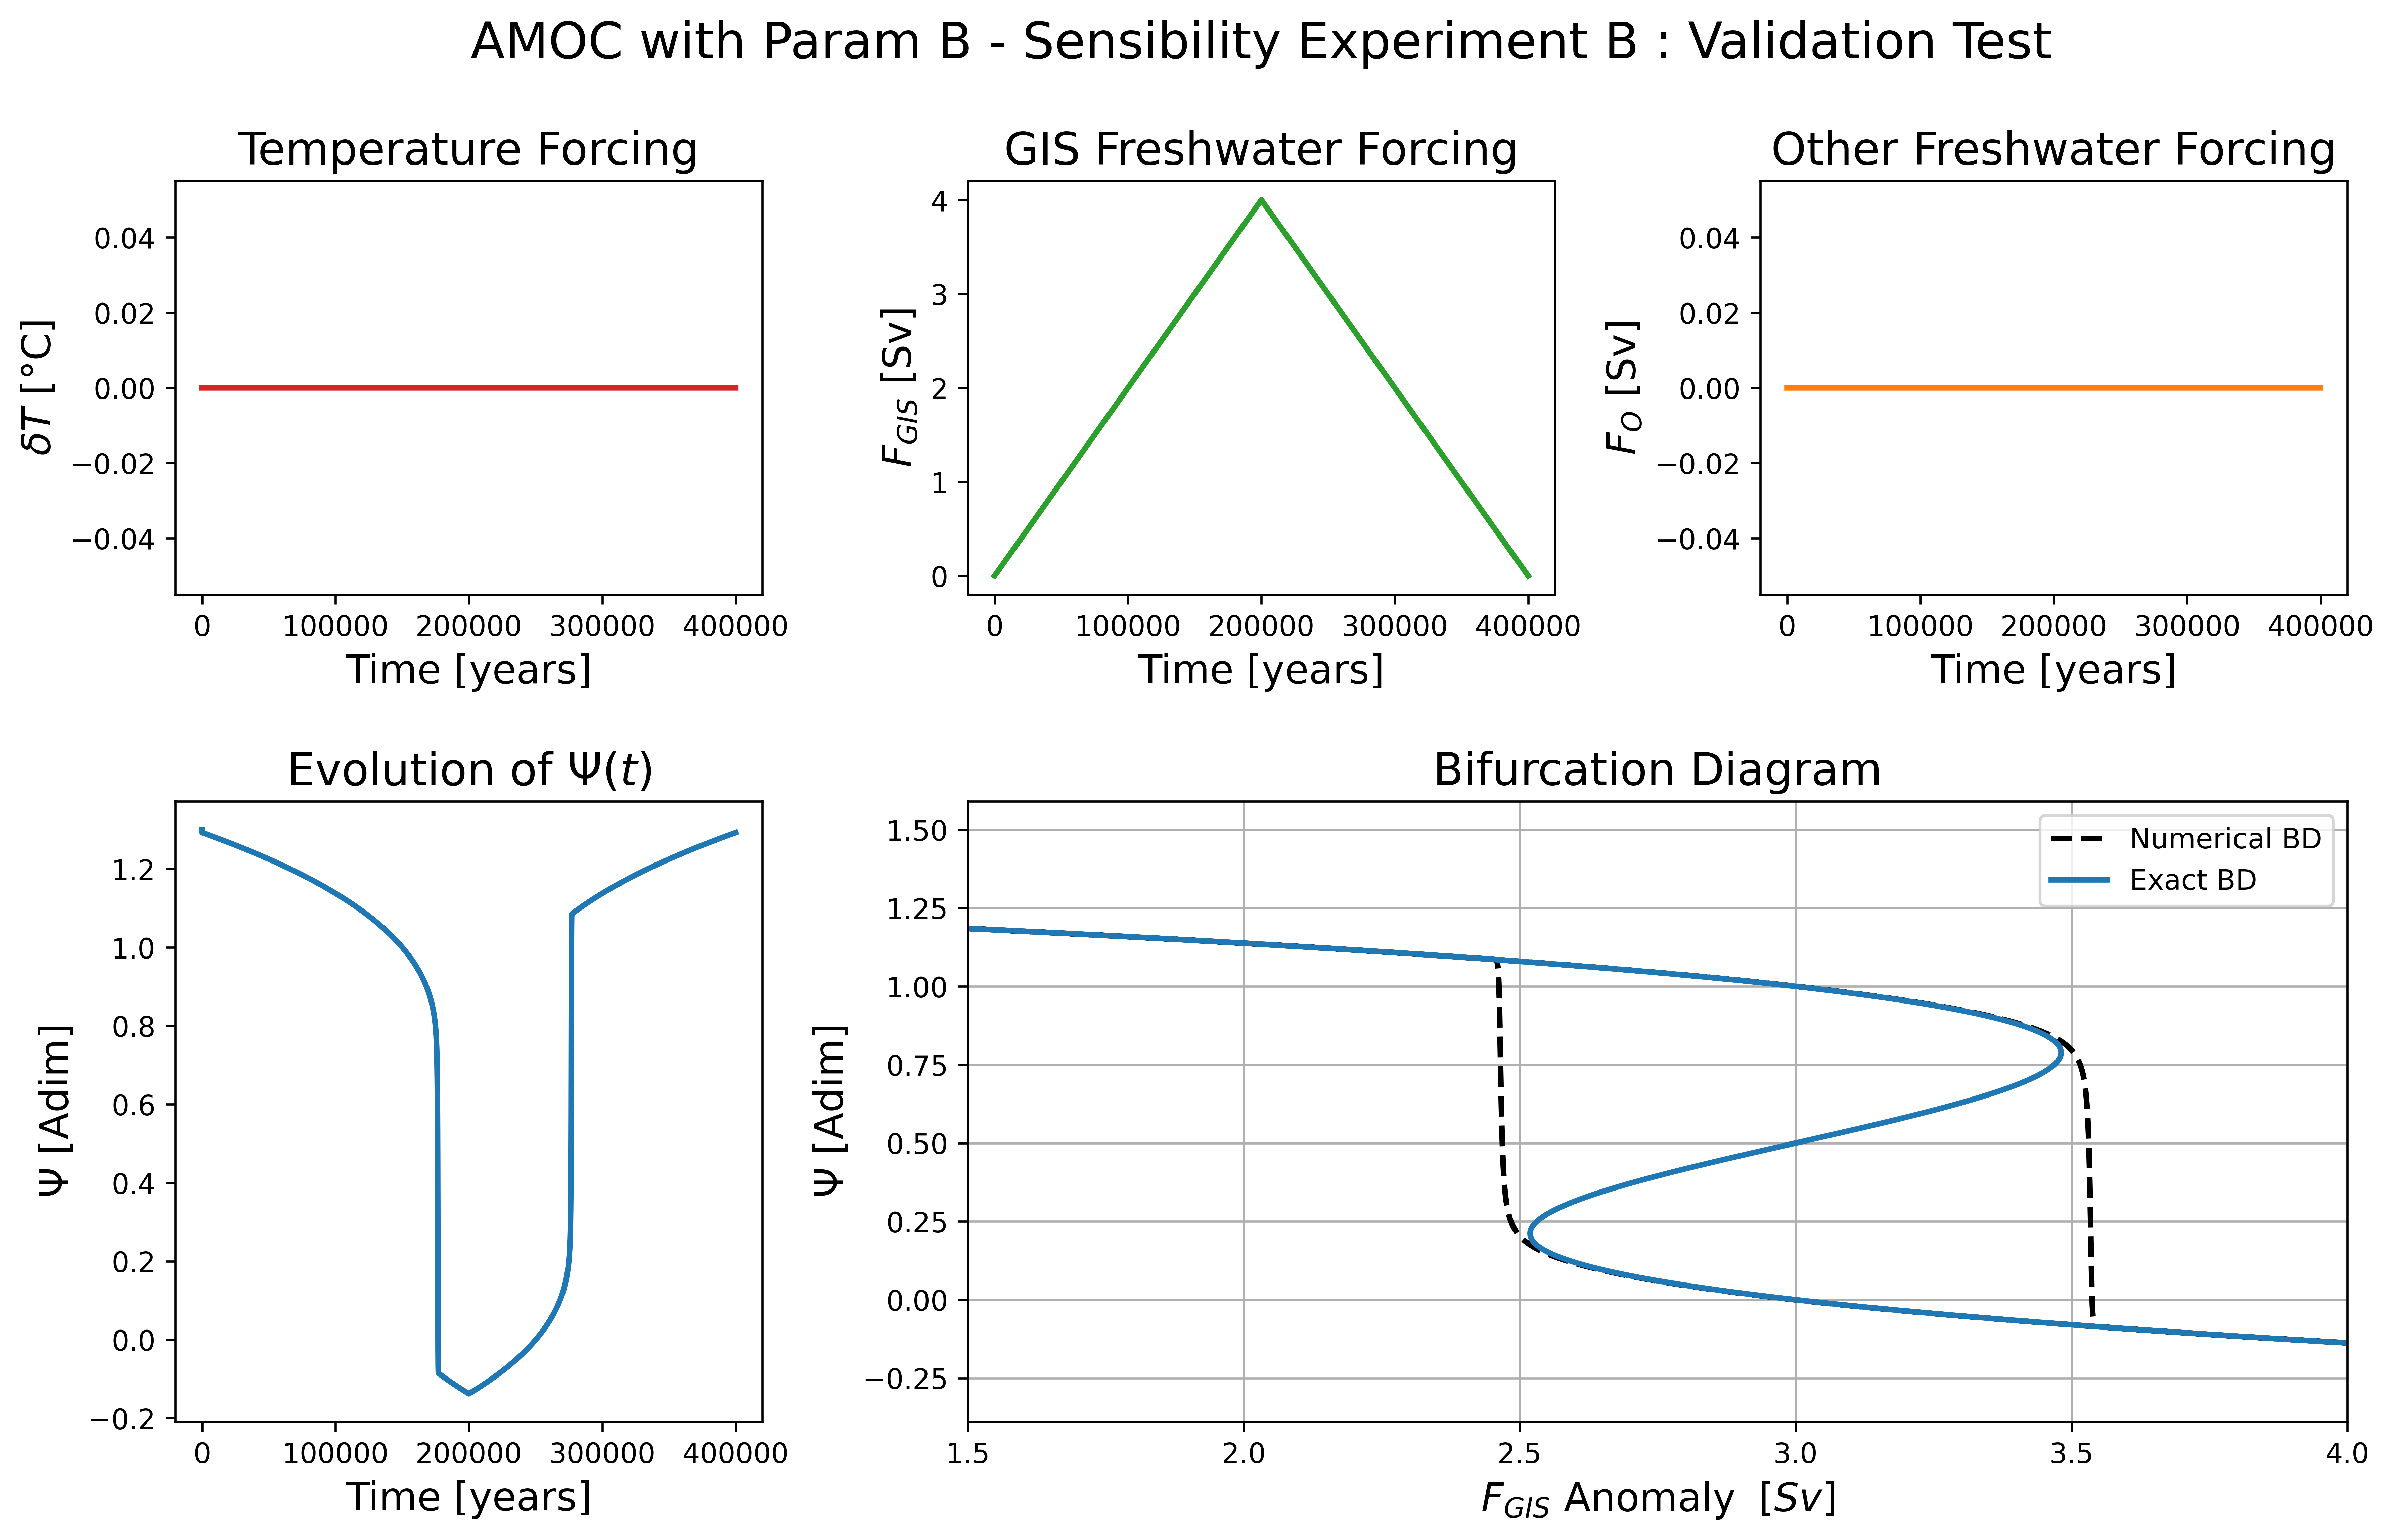 AMOC with Param B - Sensibility Experiment B : Validation Test
Temperature Forcing
δT [°C]
0.04
0.02
0.00
−0.02
−0.04
0 100000 200000 300000 400000
Time [years]
GIS Freshwater Forcing
F_GIS [Sv]
4
3
2
1
0
0 100000 200000 300000 400000
Time [years]
Other Freshwater Forcing
F_O [Sv]
0.04
0.02
0.00
−0.02
−0.04
0 100000 200000 300000 400000
Time [years]
Evolution of Ψ(t)
Ψ [Adim]
1.2
1.0
0.8
0.6
0.4
0.2
0.0
−0.2
0 100000 200000 300000 400000
Time [years]
Bifurcation Diagram
Ψ [Adim]
1.50
1.25
1.00
0.75
0.50
0.25
0.00
−0.25
Numerical BD
Exact BD
1.5 2.0 2.5 3.0 3.5 4.0
F_GIS Anomaly [Sv]